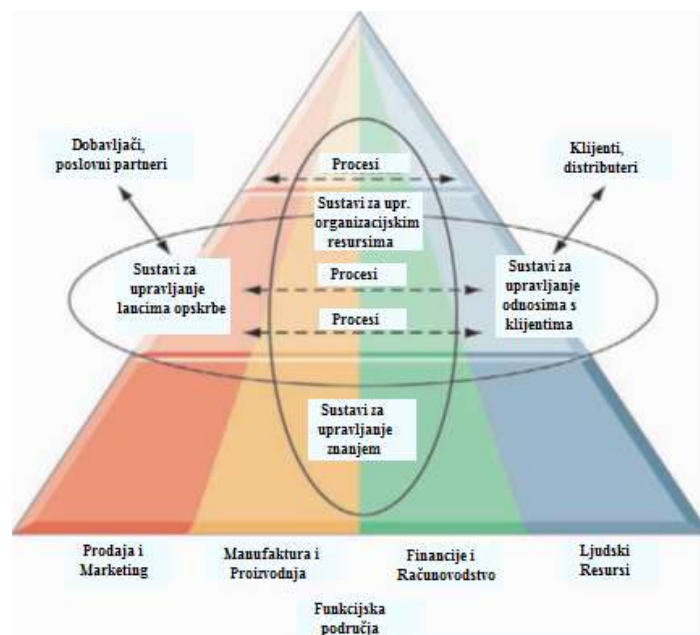 Dobavljači,
poslovni partneri
Klijenti,
distributeri
Procesi
Sustavi za upr.
organizacijskim
resursima
Sustavi za
upravljanje
lancima opskrbe
Procesi
Sustavi za
upravljanje
odnosima s
klijentima
Procesi
Sustavi za
upravljanje
znanjem
Prodaja i
Marketing
Manufaktura i
Proizvodnja
Financije i
Računovodstvo
Ljudski
Resursi
Funkcijska
područja